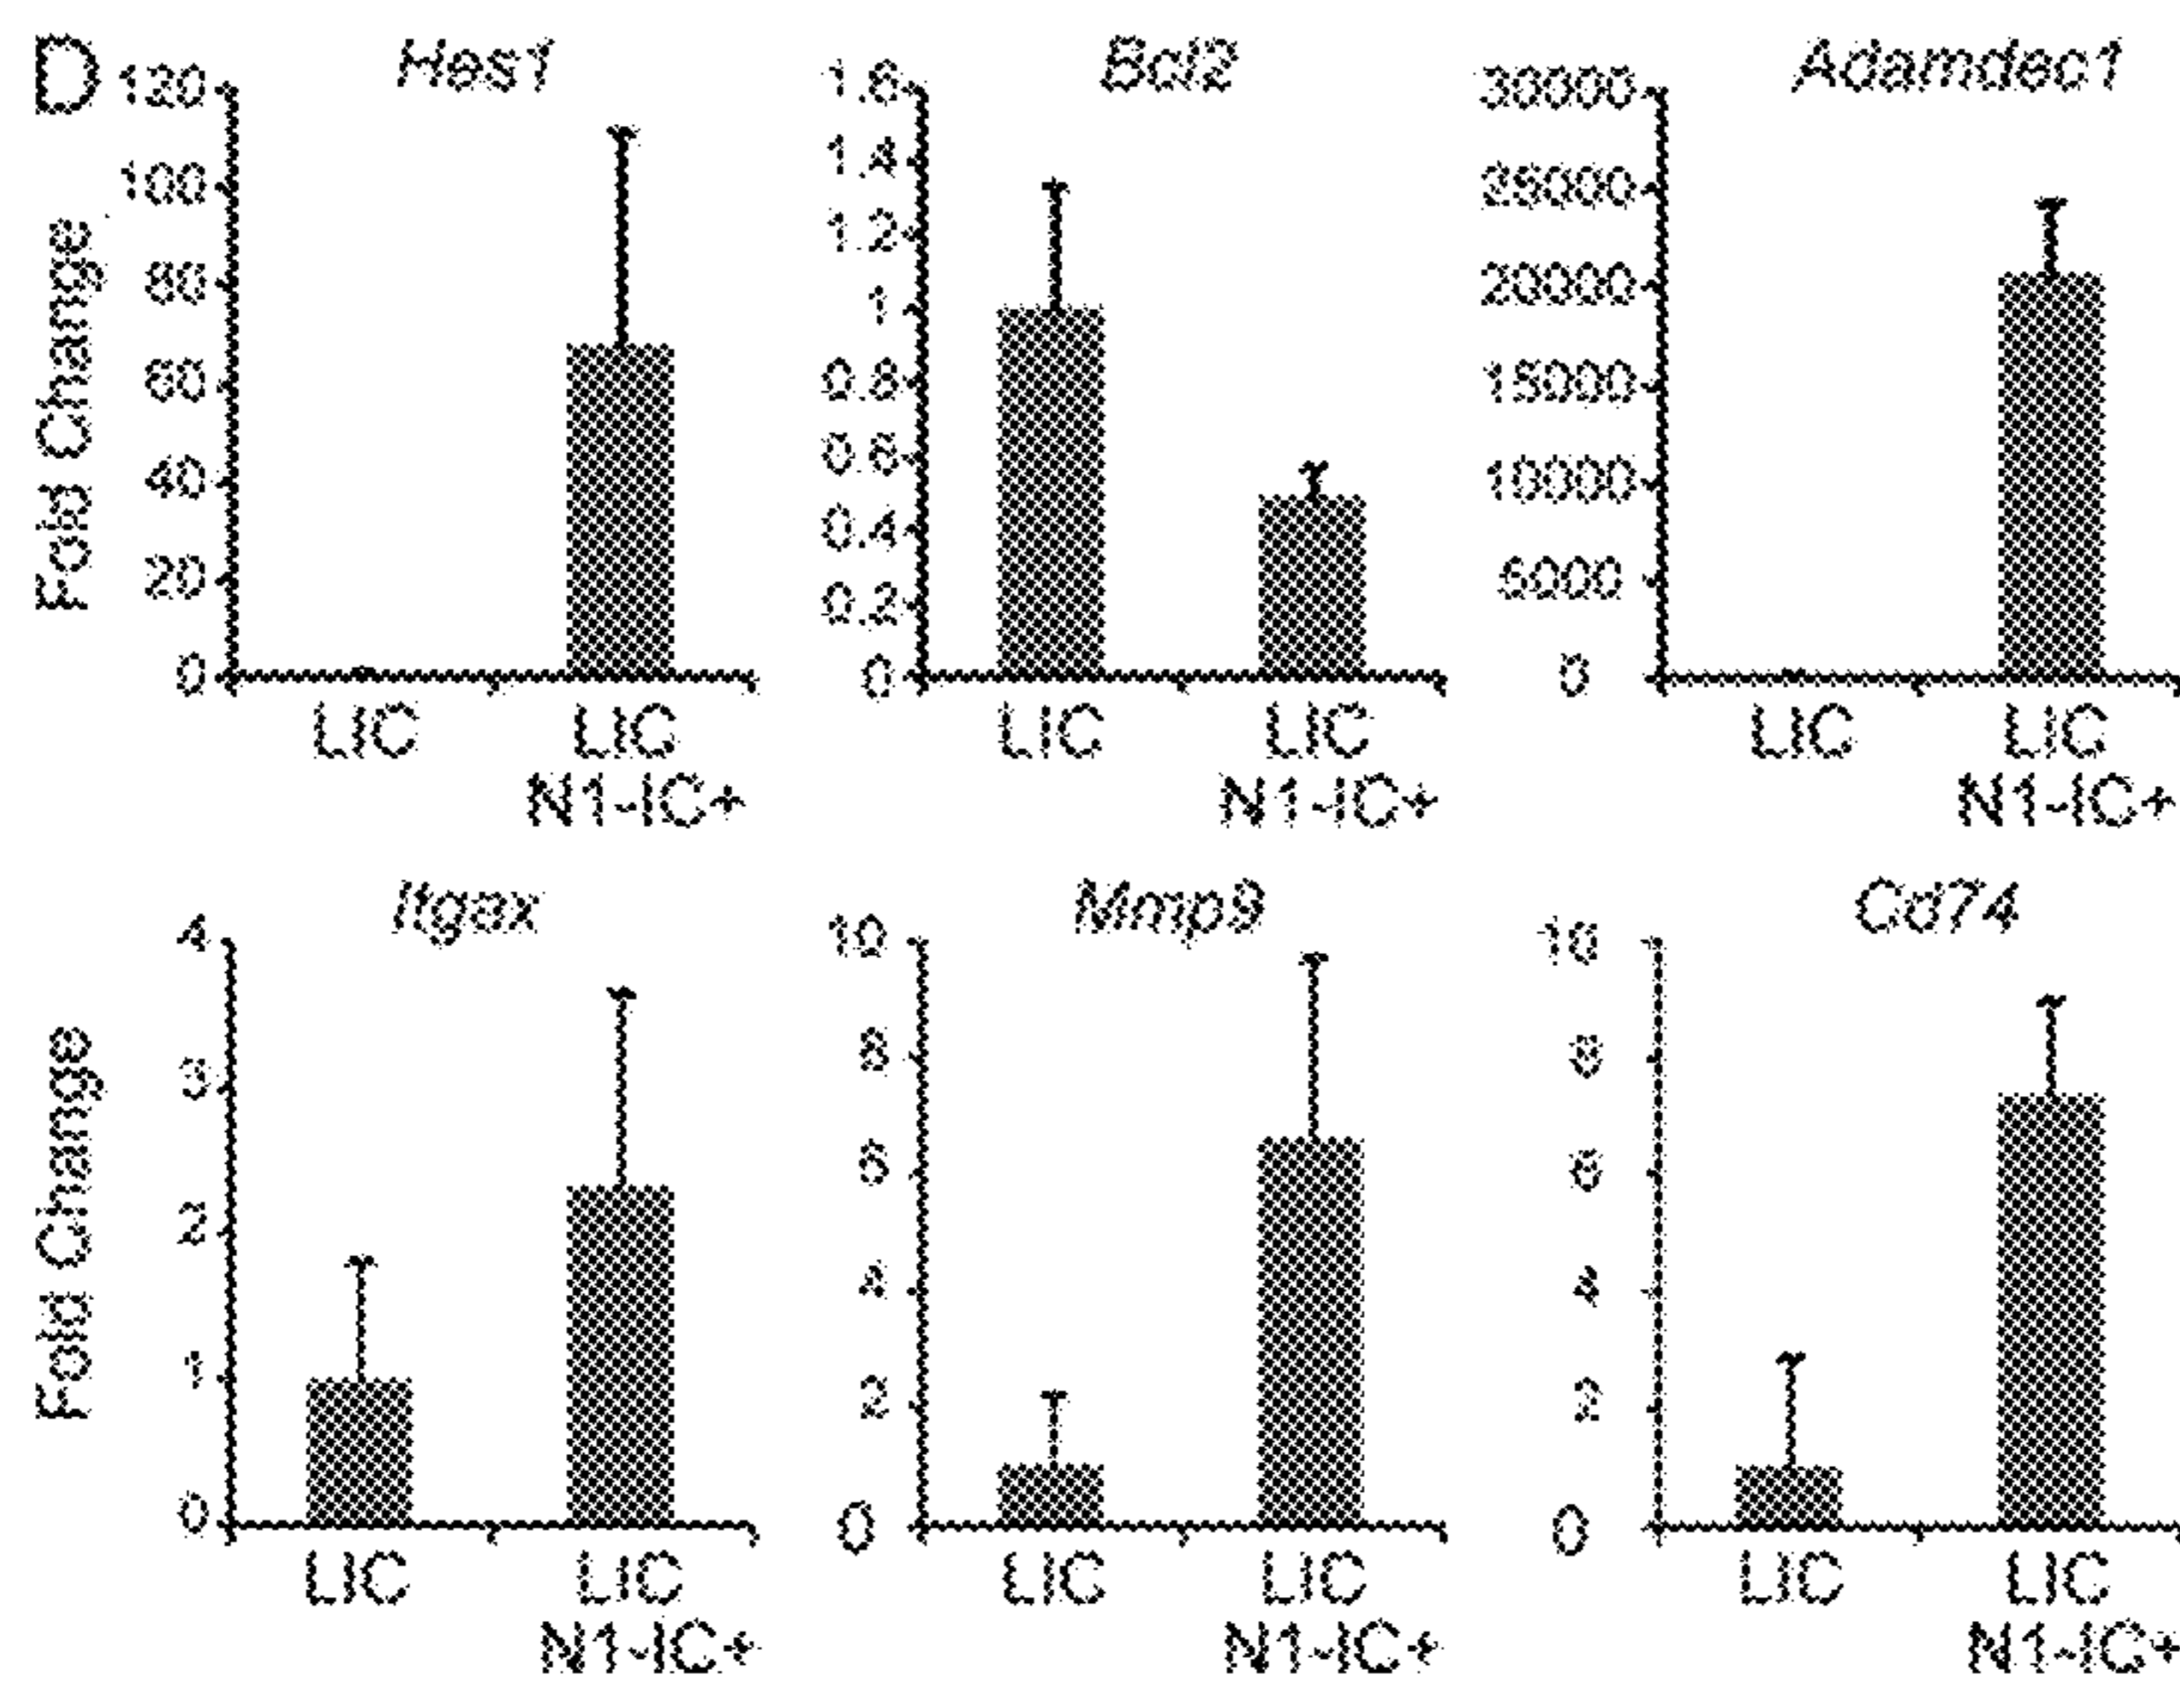 D
Hes1
Bcl2
Adamdec1
Fold Change
120
100
80
60
40
20
0
LIC
LIC
N1-IC+
1.6
1.4
1.2
1
0.8
0.6
0.4
0.2
0
LIC
LIC
N1-IC+
30000
25000
20000
15000
10000
5000
0
LIC
LIC
N1-IC+
Itgax
Mmp9
Cd74
Fold Change
4
3
2
1
0
LIC
LIC
N1-IC+
10
8
6
4
2
0
LIC
LIC
N1-IC+
10
8
6
4
2
0
LIC
LIC
N1-IC+